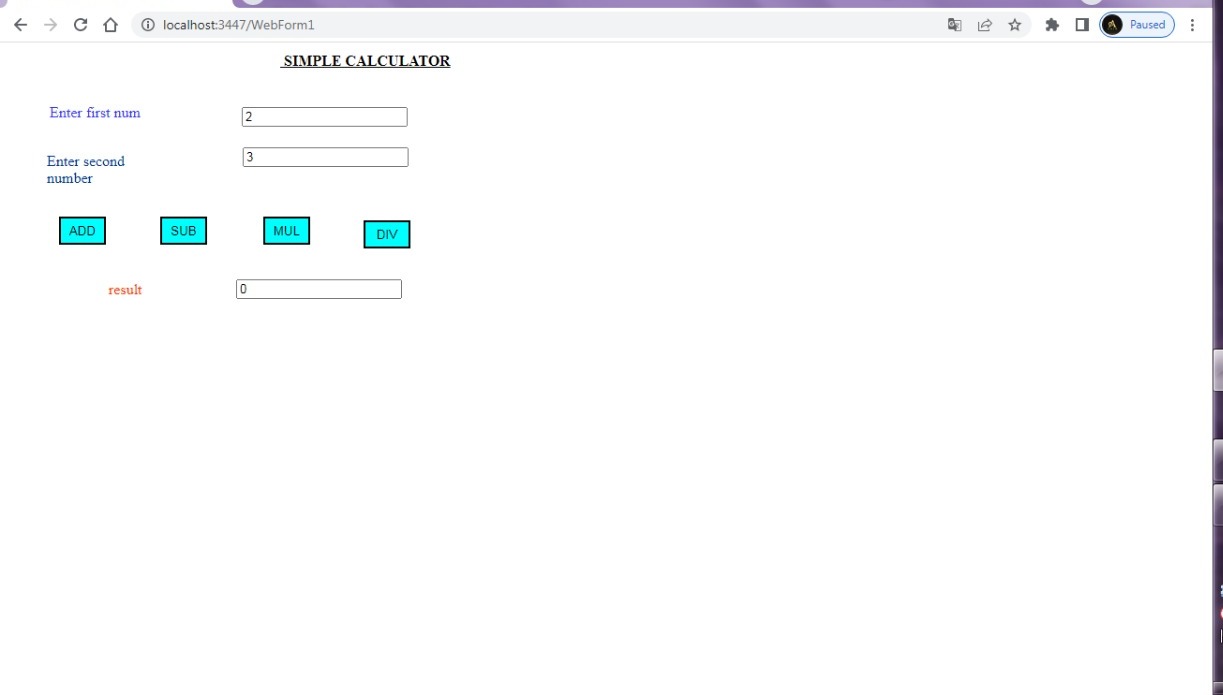 localhost:3447/WebForm1
Paused
SIMPLE CALCULATOR
Enter first num
2
Enter second
number
3
ADD SUB MUL DIV
result
0